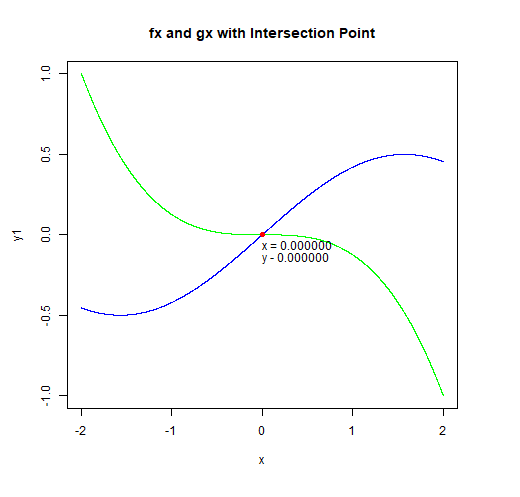 fx and gx with Intersection Point
1.0
0.5
0.0
-0.5
-1.0
y1
x = 0.000000
y - 0.000000
-2
-1
0
1
2
x